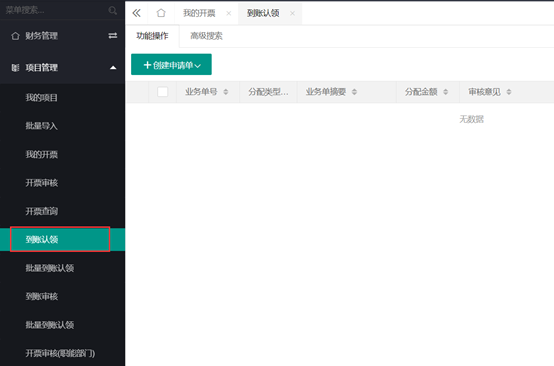 菜单搜索...
财务管理
项目管理
我的项目
批量导入
我的开票
开票审核
开票查询
到账认领
批量到账认领
到账审核
批量到账认领
开票审核(职能部门)
我的开票 × 到账认领 ×
功能操作 高级搜索
+创建申请单
业务单号 分配类型... 业务单摘要 分配金额 审核意见
无数据